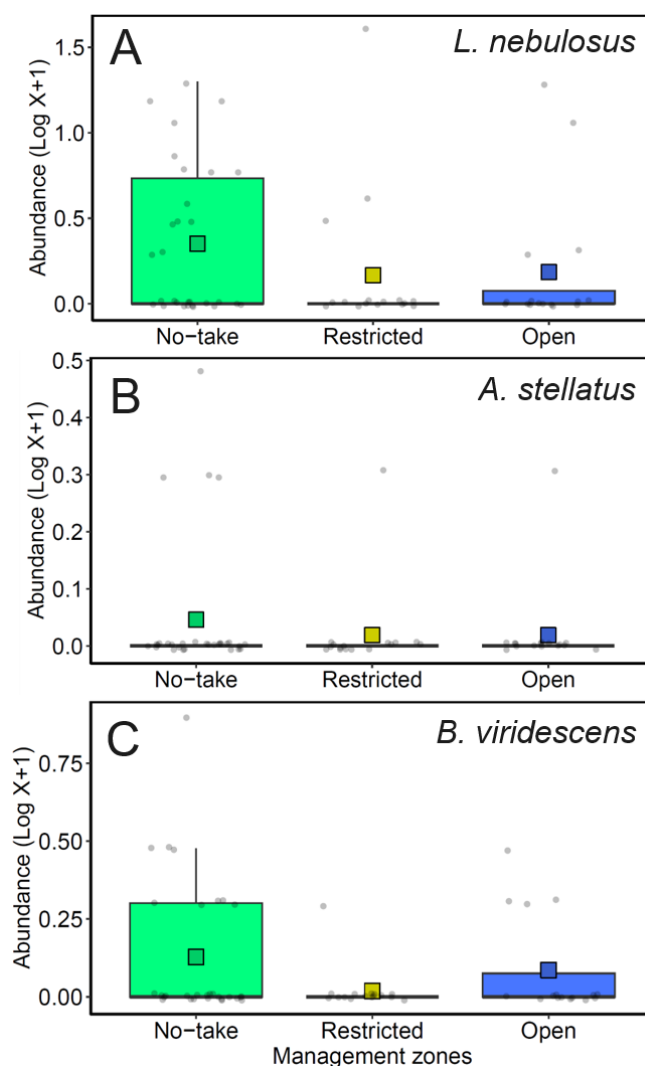 A
L. nebulosus
Abundance (Log X+1)
1.5
1.0
0.5
0.0
No-take
Restricted
Open
B
A. stellatus
Abundance (Log X+1)
0.5
0.4
0.3
0.2
0.1
0.0
No-take
Restricted
Open
C
B. viridescens
Abundance (Log X+1)
0.75
0.50
0.25
0.00
No-take
Restricted
Open
Management zones